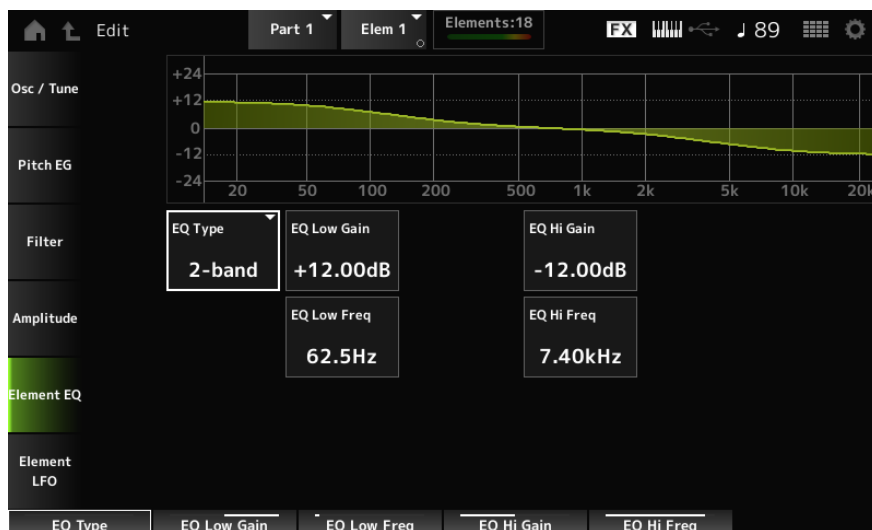 Edit
Part 1
Elem 1
Elements:18
FX
♩ 89
Osc / Tune
Pitch EG
Filter
Amplitude
Element EQ
Element
LFO
+24
+12
0
-12
-24
20 50 100 200 500 1k 2k 5k 10k 20k
EQ Type
2-band
EQ Low Gain
+12.00dB
EQ Hi Gain
-12.00dB
EQ Low Freq
62.5Hz
EQ Hi Freq
7.40kHz
EQ Type EQ Low Gain EQ Low Freq EQ Hi Gain EQ Hi Freq